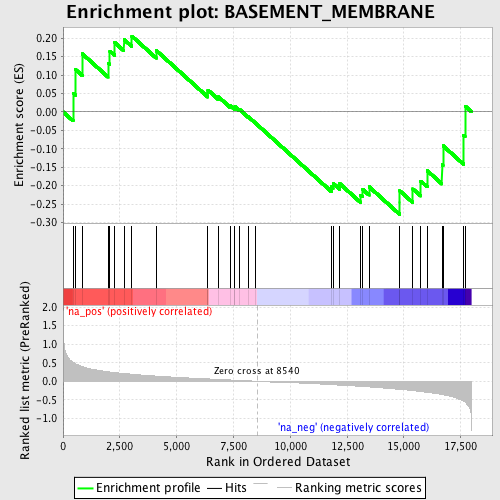 Enrichment plot: BASEMENT_MEMBRANE
Enrichment score (ES)
0.20
0.15
0.10
0.05
0.00
-0.05
-0.10
-0.15
-0.20
-0.25
-0.30
'na_pos' (positively correlated)
Ranked list metric (PreRanked)
2.0
1.5
1.0
0.5
0.0
-0.5
-1.0
Zero cross at 8540
'na_neg' (negatively correlated)
0
2,500
5,000
7,500
10,000
12,500
15,000
17,500
Rank in Ordered Dataset
Enrichment profile
Hits
Ranking metric scores